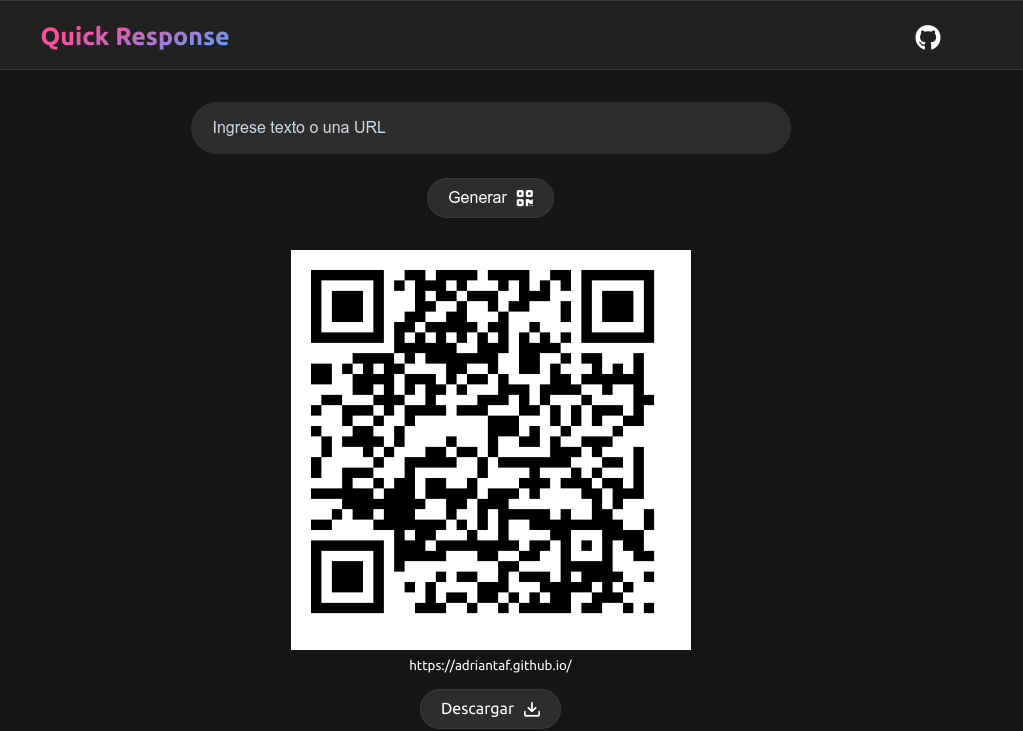 Quick Response
Ingrese texto o una URL
Generar
https://adriantaf.github.io/
Descargar